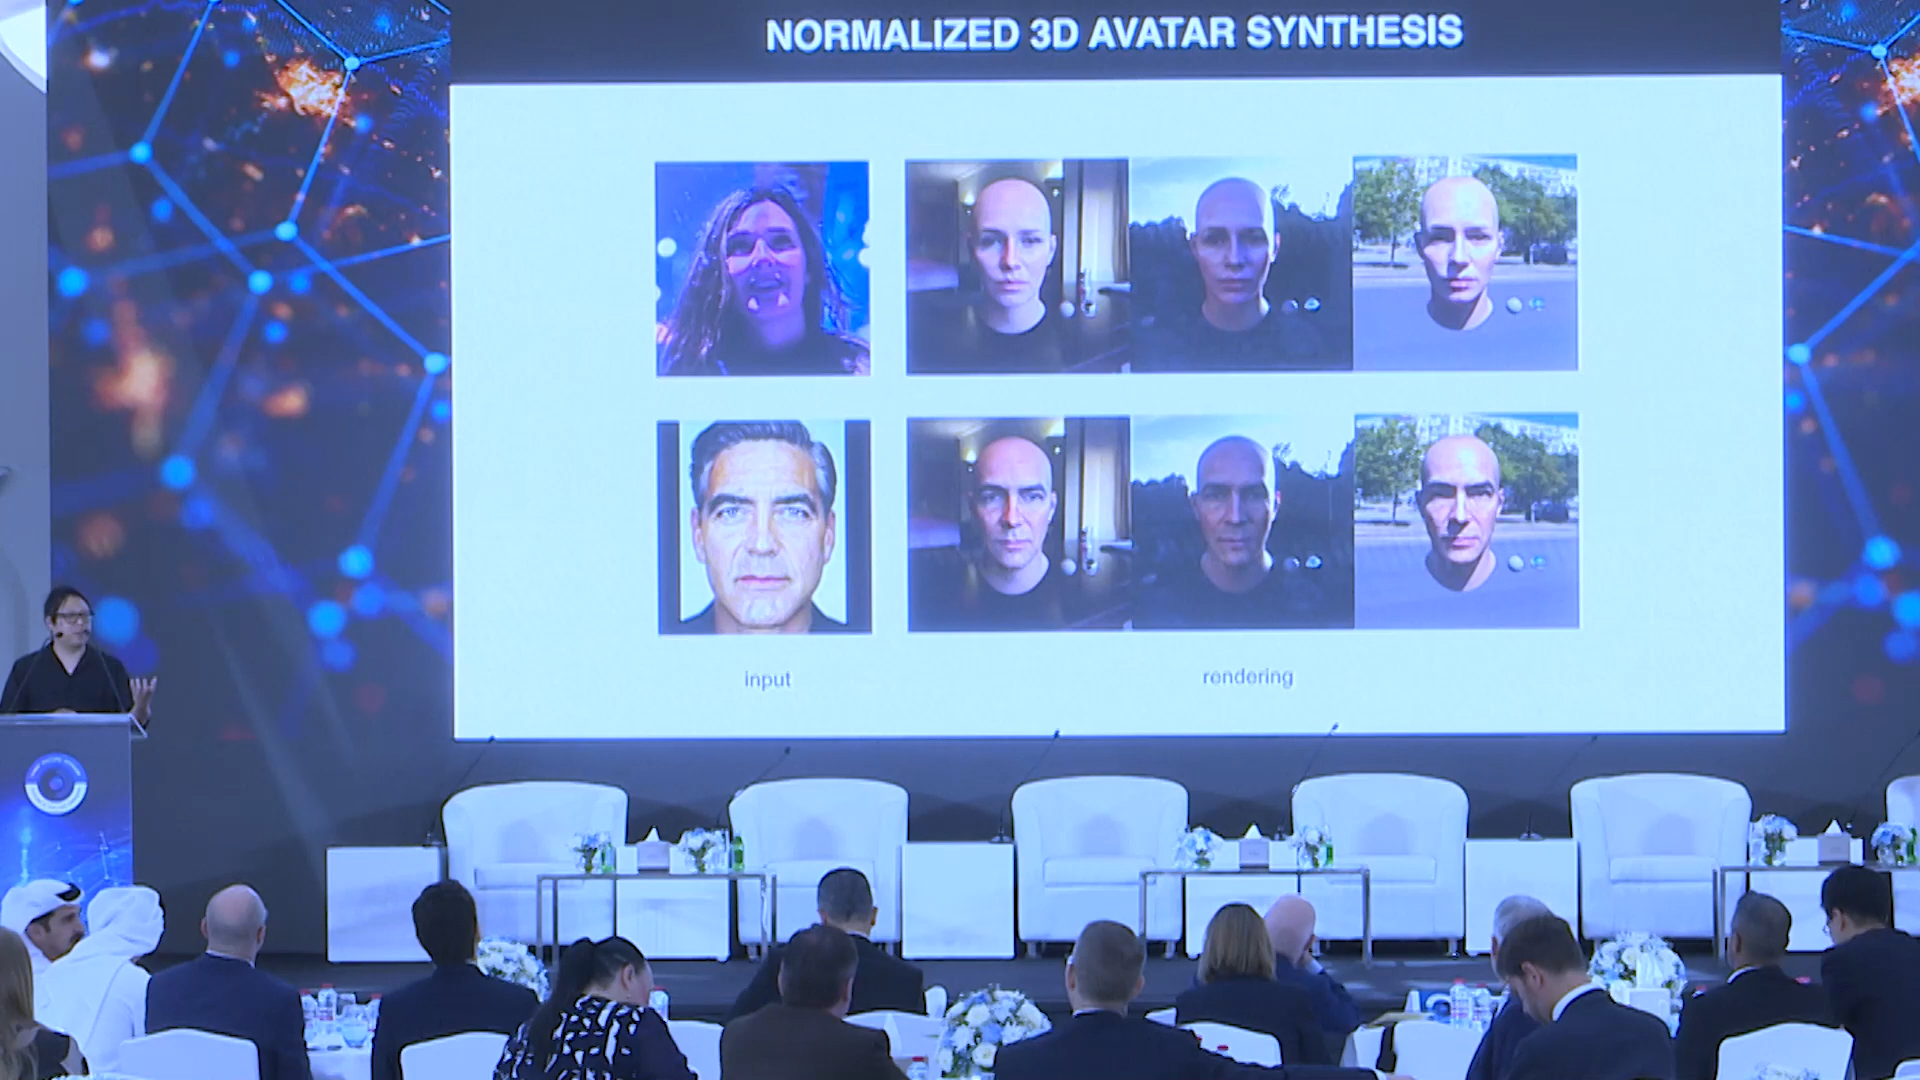 NORMALIZED 3D AVATAR SYNTHESIS
input
rendering